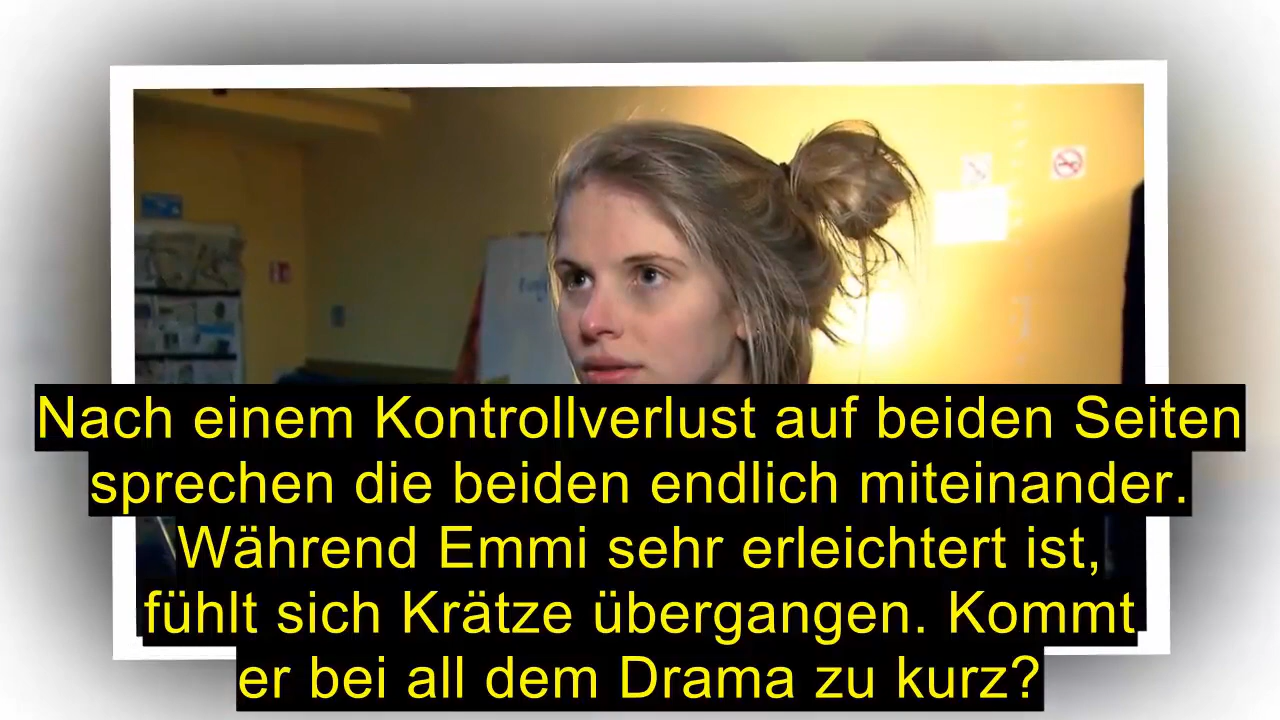 Nach einem Kontrollverlust auf beiden Seiten
sprechen die beiden endlich miteinander.
Während Emmi sehr erleichtert ist,
fühlt sich Krätze übergangen. Kommt
er bei all dem Drama zu kurz?